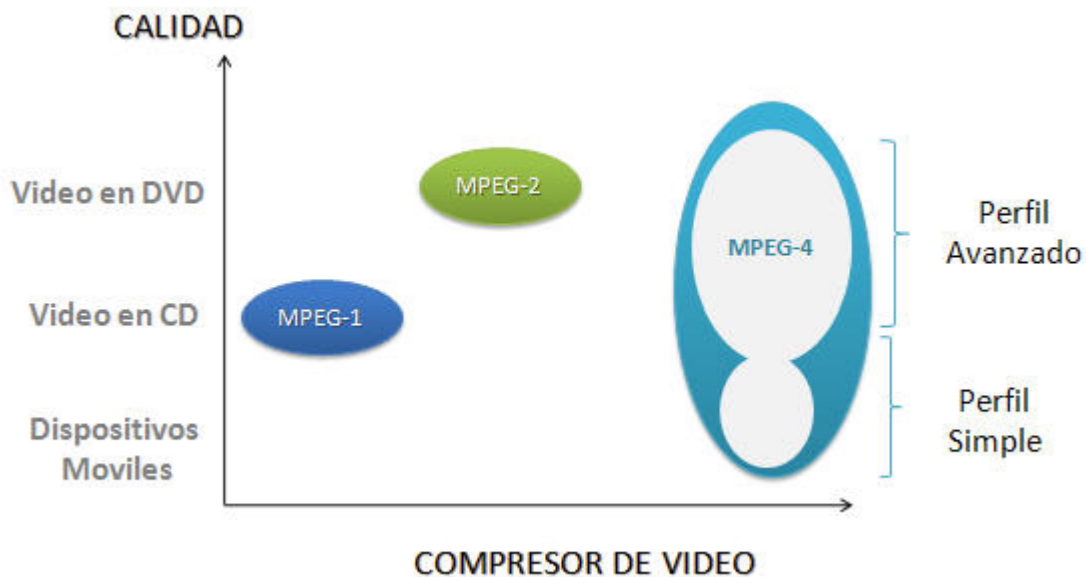 CALIDAD
Video en DVD
MPEG-2
Perfil
Avanzado
MPEG-4
Video en CD
MPEG-1
Dispositivos
Moviles
Perfil
Simple
COMPRESOR DE VIDEO